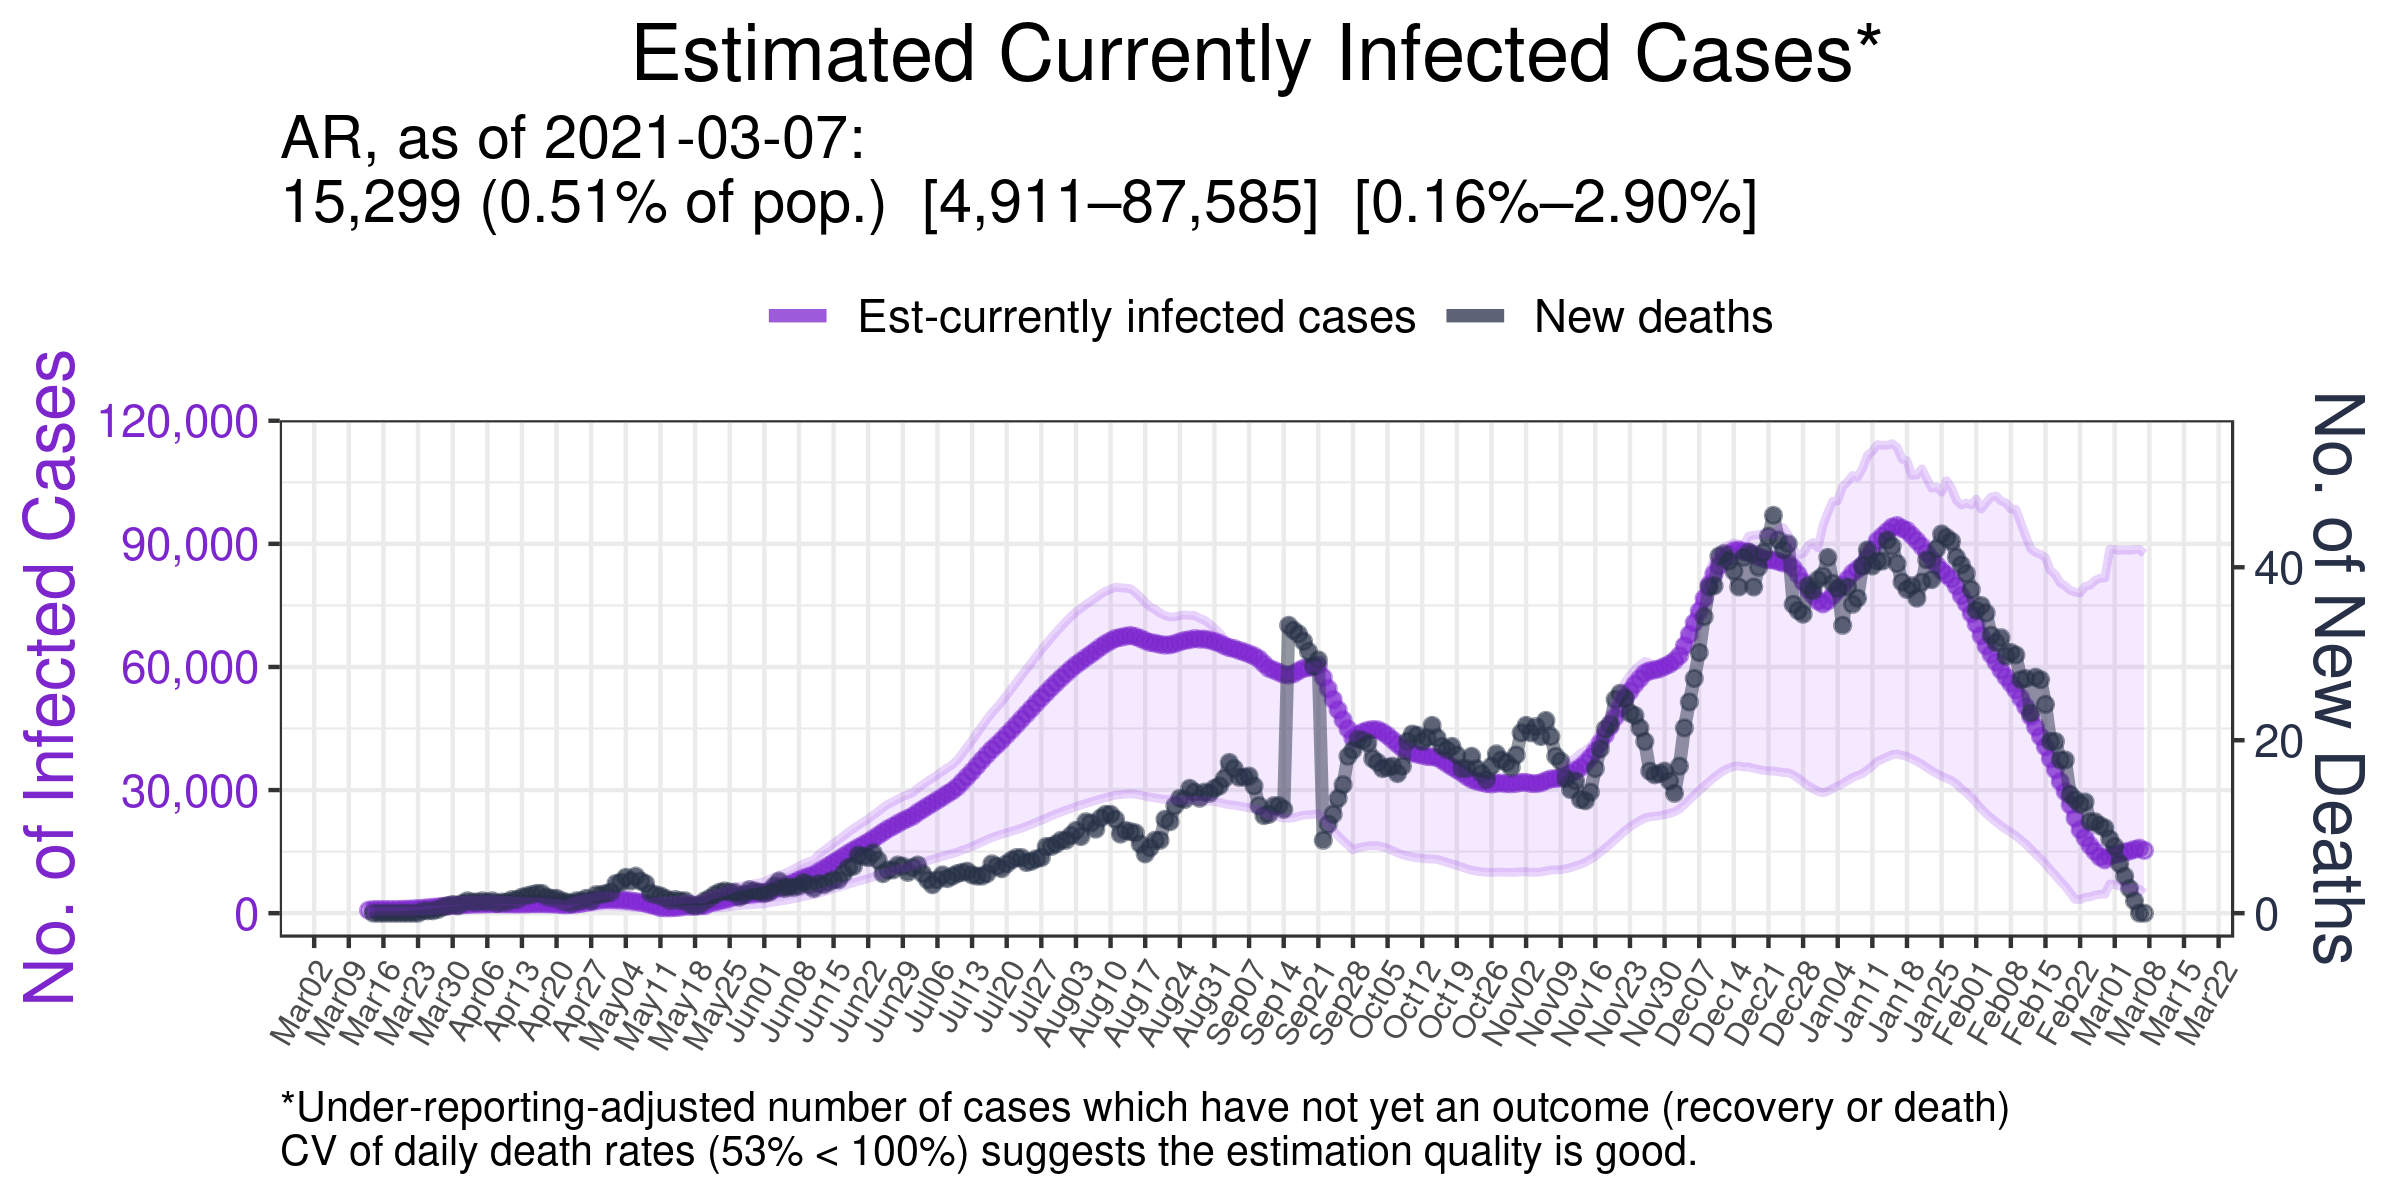 Estimated Currently Infected Cases*
AR, as of 2021-03-07:
15,299 (0.51% of pop.)  [4,911–87,585]  [0.16%–2.90%]
Est-currently infected cases
New deaths
No. of Infected Cases
120,000
90,000
60,000
30,000
0
No. of New Deaths
40
20
0
Mar02
Mar09
Mar16
Mar23
Mar30
Apr06
Apr13
Apr20
Apr27
May04
May11
May18
May25
Jun01
Jun08
Jun15
Jun22
Jun29
Jul06
Jul13
Jul20
Jul27
Aug03
Aug10
Aug17
Aug24
Aug31
Sep07
Sep14
Sep21
Sep28
Oct05
Oct12
Oct19
Oct26
Nov02
Nov09
Nov16
Nov23
Nov30
Dec07
Dec14
Dec21
Dec28
Jan04
Jan11
Jan18
Jan25
Feb01
Feb08
Feb15
Feb22
Mar01
Mar08
Mar15
Mar22
*Under-reporting-adjusted number of cases which have not yet an outcome (recovery or death)
CV of daily death rates (53% < 100%) suggests the estimation quality is good.